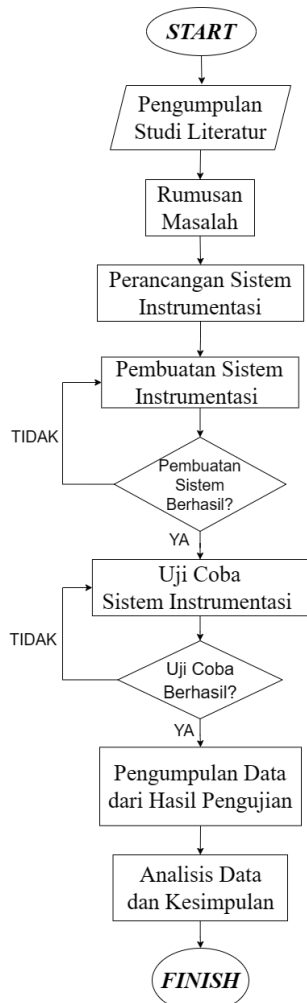 START
Pengumpulan
Studi Literatur
Rumusan
Masalah
Perancangan Sistem
Instrumentasi
Pembuatan Sistem
Instrumentasi
TIDAK
Pembuatan
Sistem
Berhasil?
YA
Uji Coba
Sistem Instrumentasi
TIDAK
Uji Coba
Berhasil?
YA
Pengumpulan Data
dari Hasil Pengujian
Analisis Data
dan Kesimpulan
FINISH